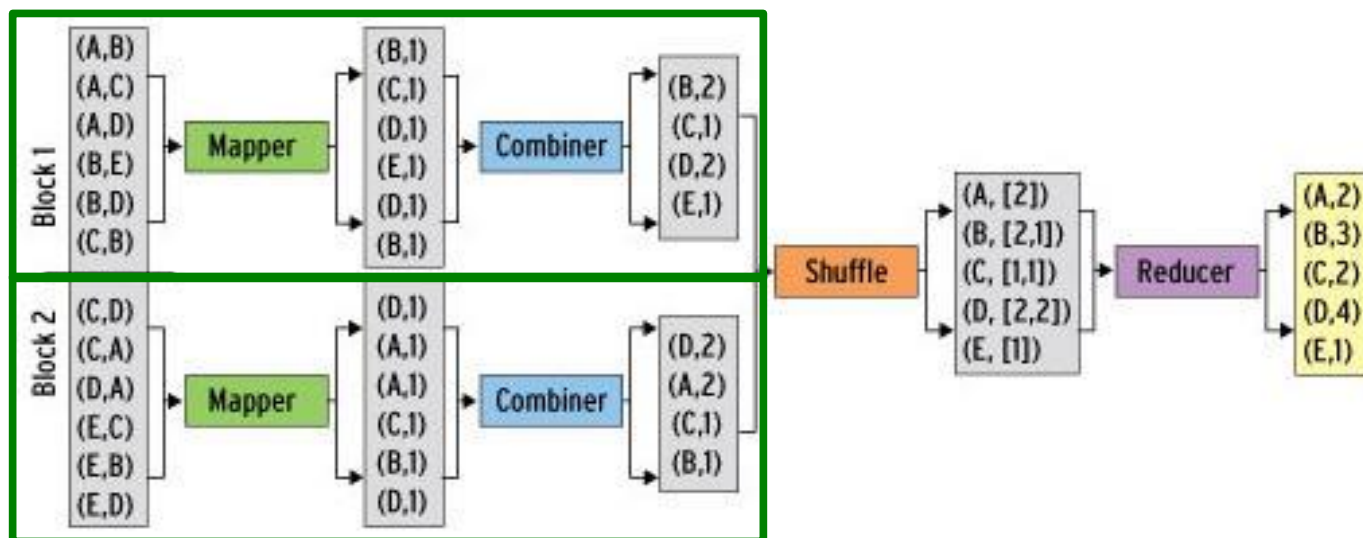 Block 1
(A,B)
(A,C)
(A,D)
(B,E)
(B,D)
(C,B)
Mapper
(B,1)
(C,1)
(D,1)
(E,1)
(D,1)
(B,1)
Combiner
(B,2)
(C,1)
(D,2)
(E,1)
Block 2
(C,D)
(C,A)
(D,A)
(E,C)
(E,B)
(E,D)
Mapper
(D,1)
(A,1)
(A,1)
(C,1)
(B,1)
(D,1)
Combiner
(D,2)
(A,2)
(C,1)
(B,1)
Shuffle
(A, [2])
(B, [2,1])
(C, [1,1])
(D, [2,2])
(E, [1])
Reducer
(A,2)
(B,3)
(C,2)
(D,4)
(E,1)